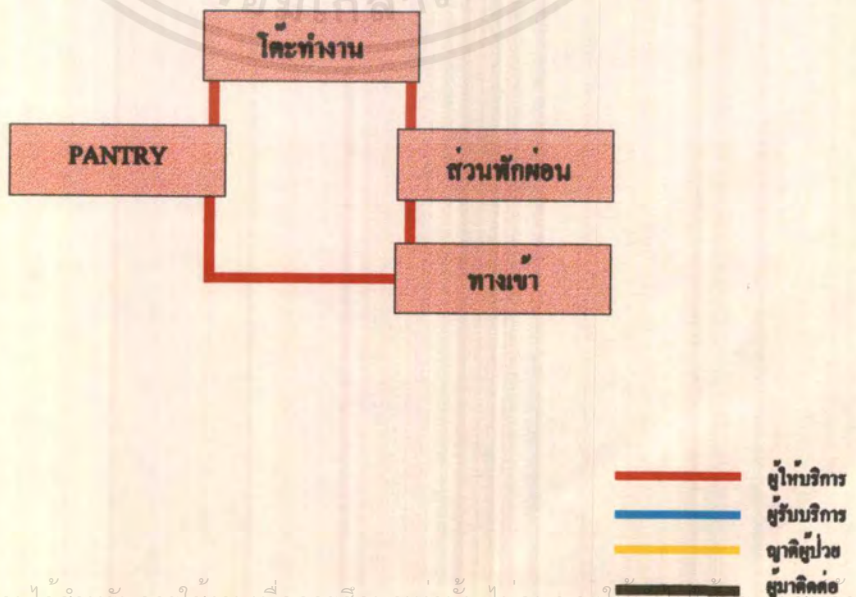 โต๊ะทำงาน
PANTRY
ส่วนพักผ่อน
ทางเข้า
ผู้ให้บริการ
ผู้รับบริการ
ญาติผู้ป่วย
ผู้มาติดต่อ